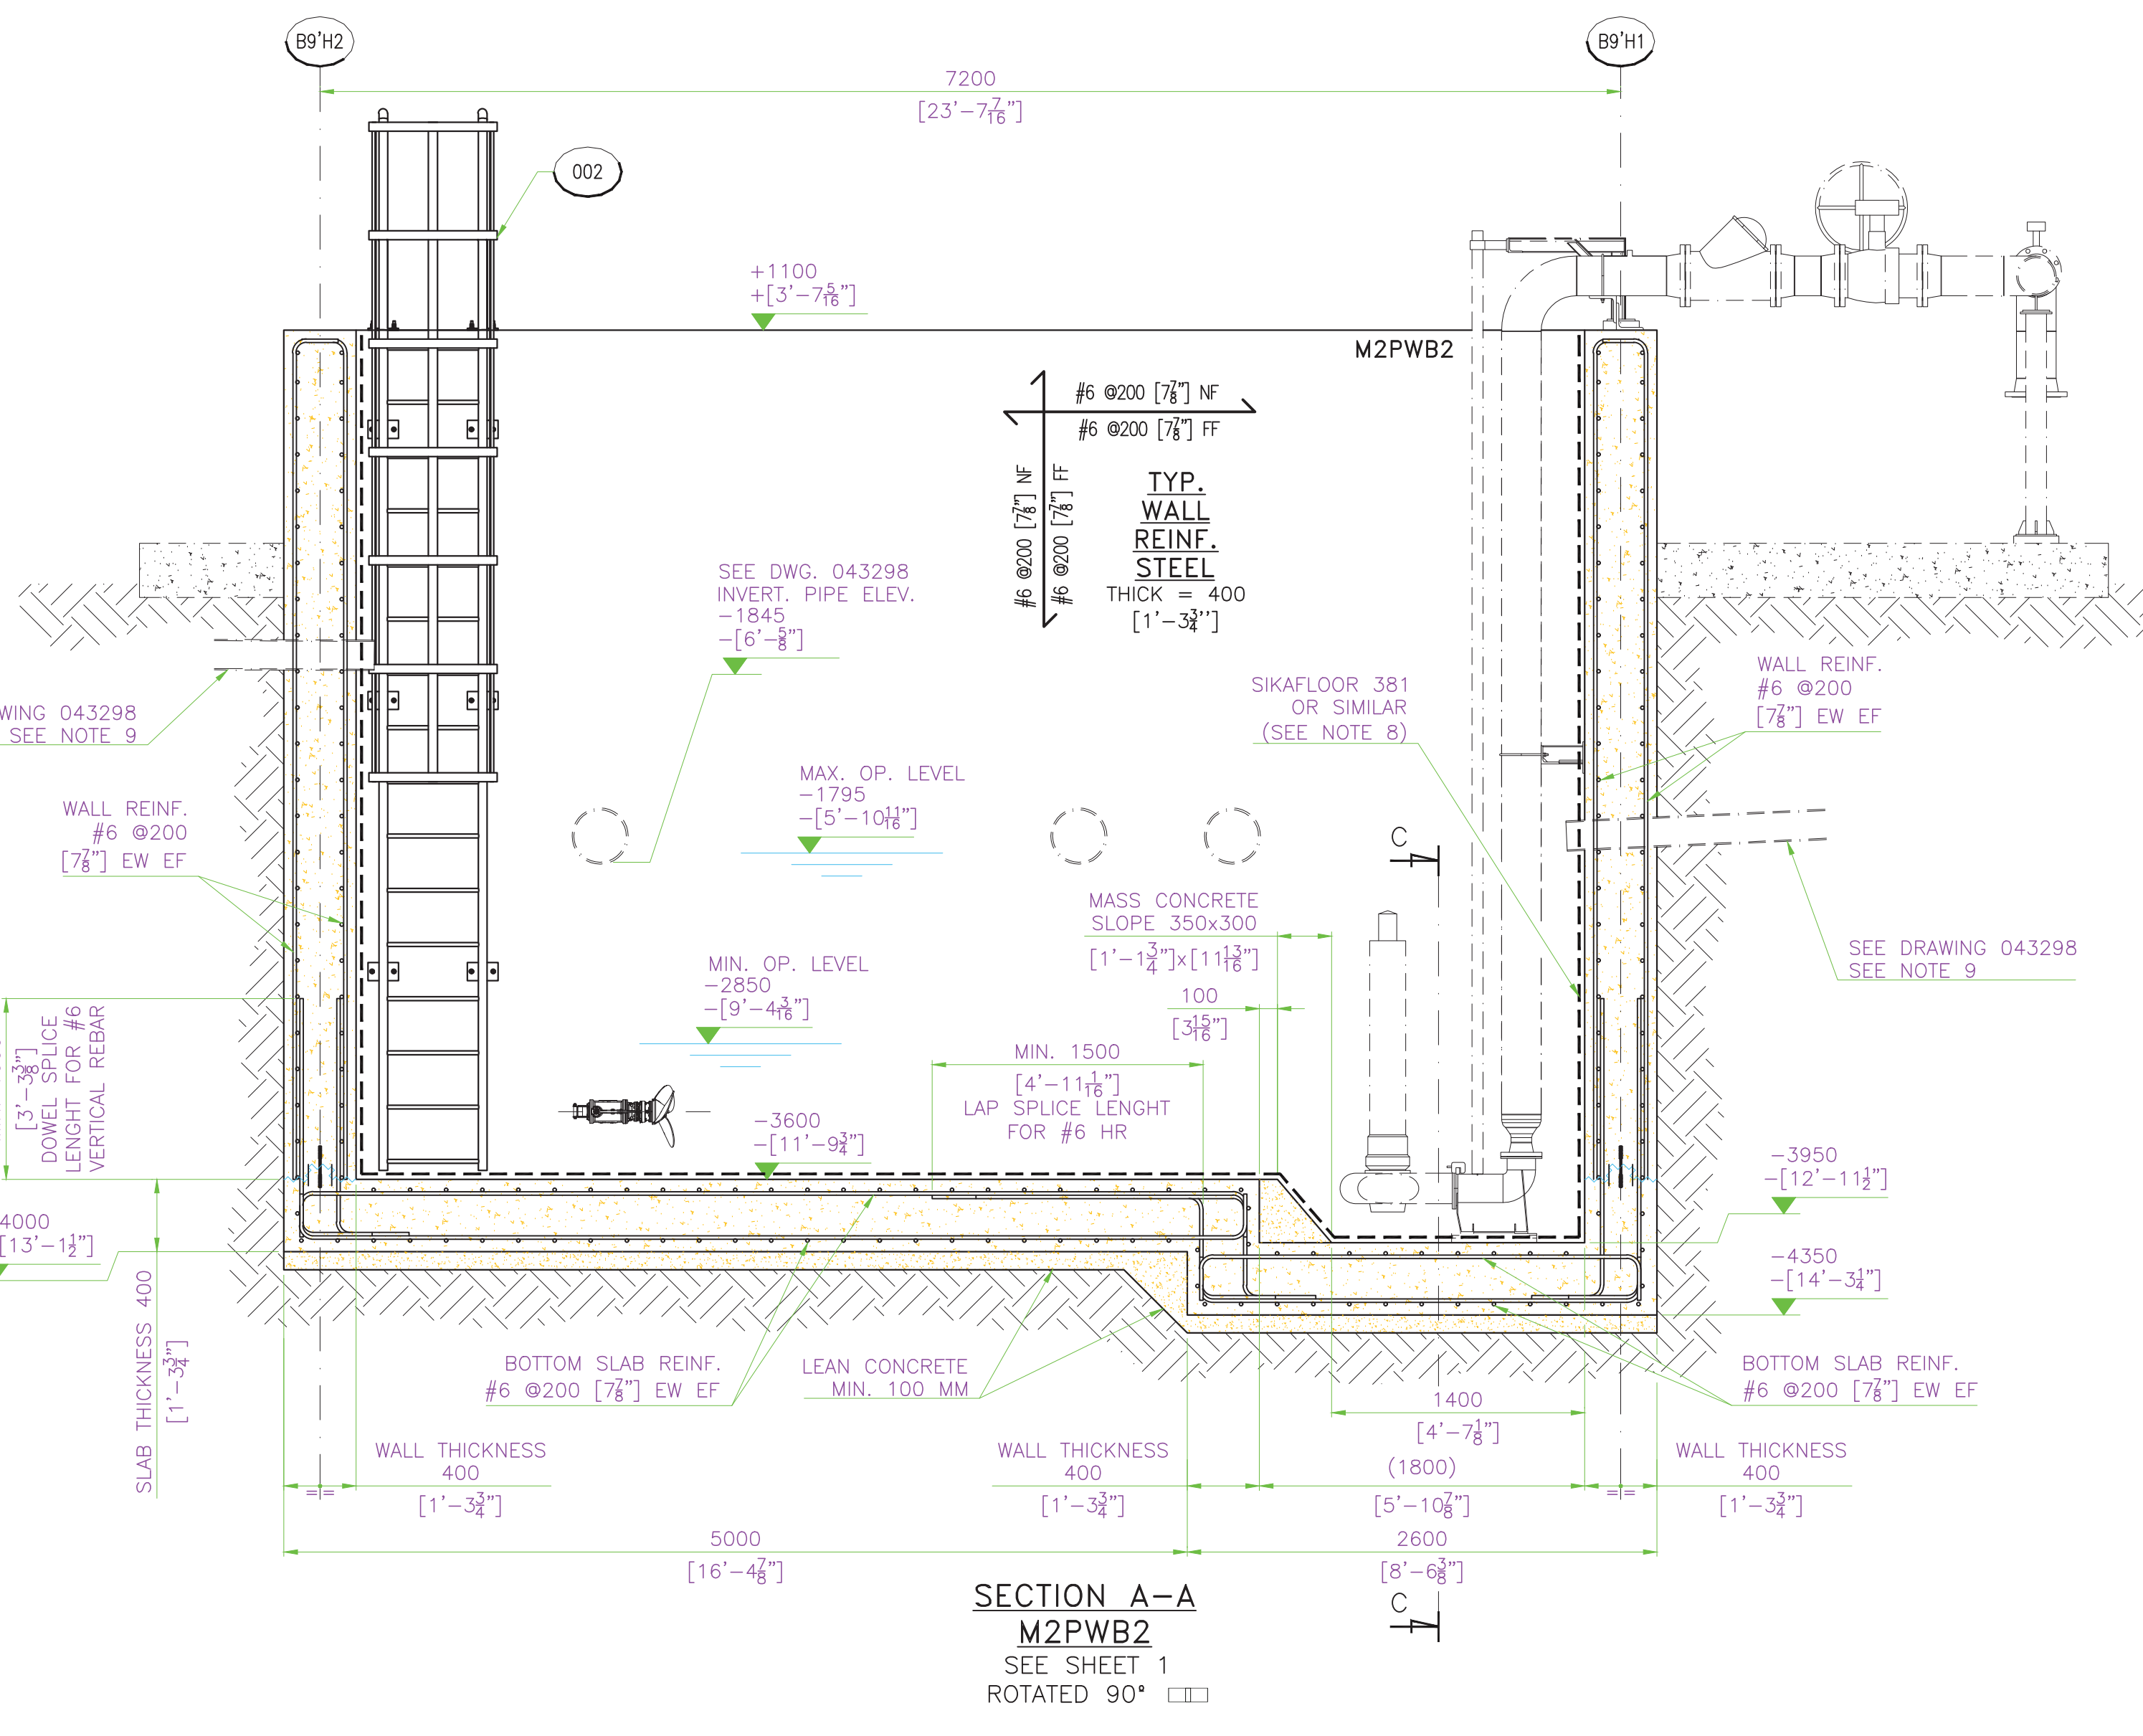 B9'H2
B9'H1
7200
[23'-7 7/16"]
002
+1100
+[3'-7 5/16"]
M2PWB2
#6 @200 [7 7/8"] NF
#6 @200 [7 7/8"] FF
#6 @200 [7 7/8"] NF
#6 @200 [7 7/8"] FF
TYP.
WALL
REINF.
STEEL
THICK = 400
[1'-3 3/4'']
SEE DWG. 043298
INVERT. PIPE ELEV.
-1845
-[6'-5/8"]
WING 043298
SEE NOTE 9
SIKAFLOOR 381
OR SIMILAR
(SEE NOTE 8)
WALL REINF.
#6 @200
[7 7/8"] EW EF
MAX. OP. LEVEL
-1795
-[5'-10 11/16"]
WALL REINF.
#6 @200
[7 7/8"] EW EF
C
MASS CONCRETE
SLOPE 350x300
[1'-1 3/4"]x[11 13/16"]
SEE DRAWING 043298
SEE NOTE 9
MIN. OP. LEVEL
-2850
-[9'-4 3/16"]
100
[3 15/16"]
MIN. 1500
[4'-11 1/16"]
LAP SPLICE LENGHT
FOR #6 HR
[3'-3 3/8"]
DOWEL SPLICE
LENGHT FOR #6
VERTICAL REBAR
-3600
-[11'-9 3/4"]
-3950
-[12'-11 1/2"]
4000
[13'-1 1/2"]
-4350
-[14'-3 1/4"]
SLAB THICKNESS 400
[1'-3 3/4"]
BOTTOM SLAB REINF.
#6 @200 [7 7/8"] EW EF
LEAN CONCRETE
MIN. 100 MM
BOTTOM SLAB REINF.
#6 @200 [7 7/8"] EW EF
1400
[4'-7 1/8"]
WALL THICKNESS
400
[1'-3 3/4"]
WALL THICKNESS
400
[1'-3 3/4"]
(1800)
[5'-10 7/8"]
WALL THICKNESS
400
[1'-3 3/4"]
==
==
5000
[16'-4 7/8"]
2600
[8'-6 3/8"]
C
SECTION A-A
M2PWB2
SEE SHEET 1
ROTATED 90°